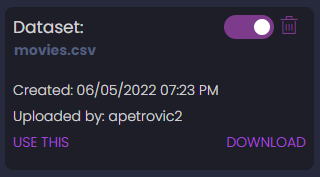 Dataset:
movies.csv
Created: 06/05/2022 07:23 PM
Uploaded by: apetrovic2
USE THIS DOWNLOAD